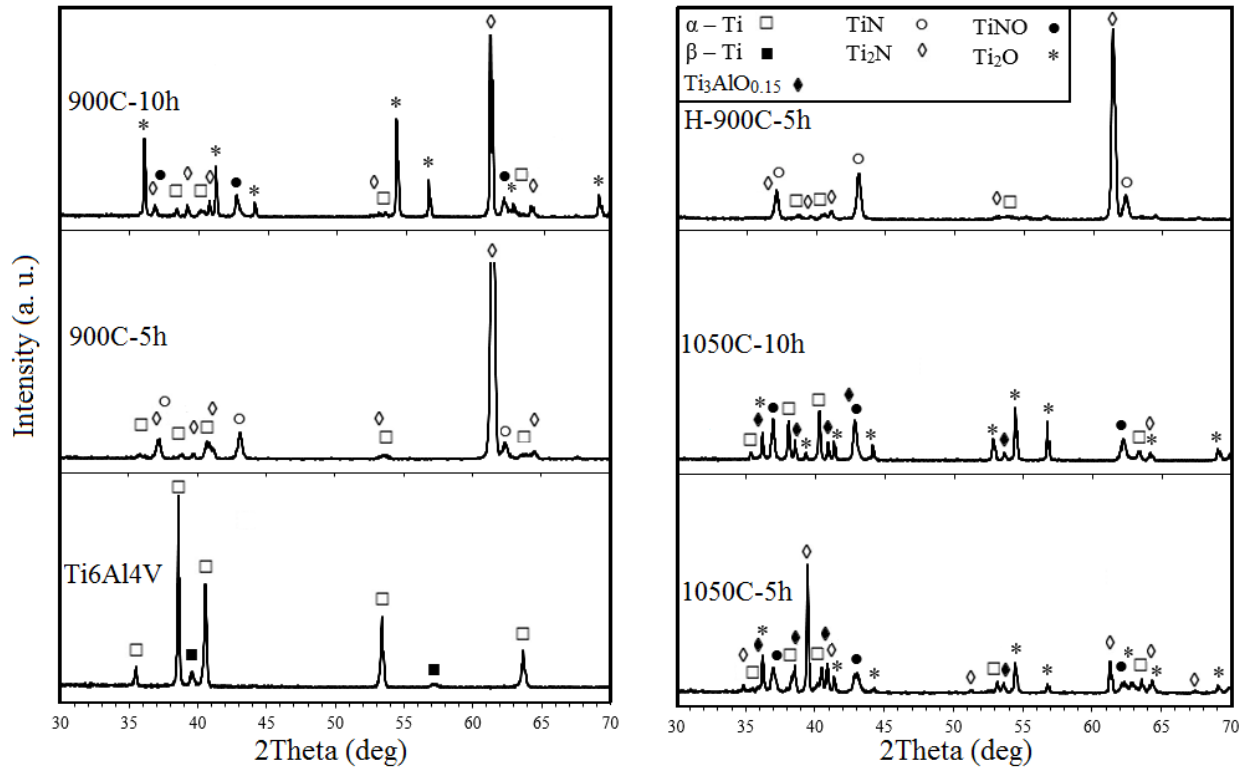 900C-10h
900C-5h
Ti6Al4V
Intensity (a. u.)
30 40 45 50 55 60 65 70
2Theta (deg)
α – Ti □ TiN ○ TiNO ●
β – Ti ■ Ti₂N ◊ Ti₂O *
Ti₃AlO₀.₁₅ ♦
H-900C-5h
1050C-10h
1050C-5h
30 35 40 45 50 55 60 65 70
2Theta (deg)